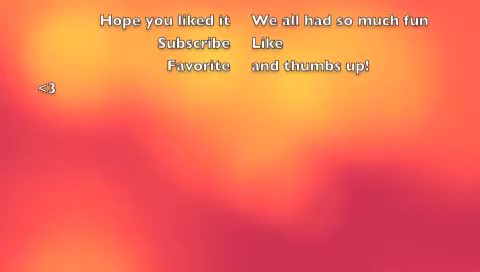 Hope you liked it We all had so much fun
Subscribe Like
Favorite and thumbs up!
<3